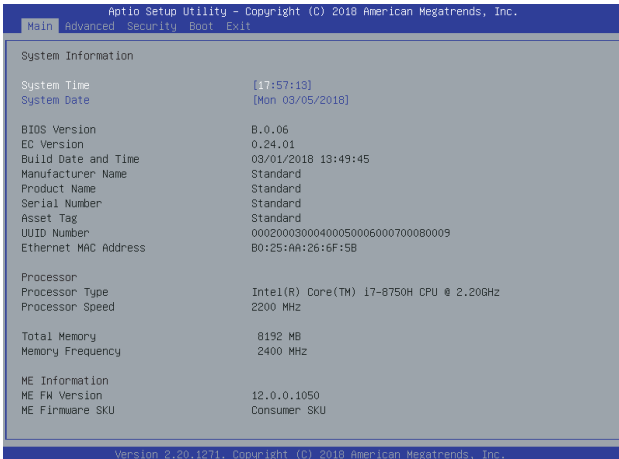 Aptio Setup Utility – Copyright (C) 2018 American Megatrends, Inc.
Main Advanced Security Boot Exit
System Information
System Time [17:57:13]
System Date [Mon 03/05/2018]
BIOS Version B.0.06
EC Version 0.24.01
Build Date and Time 03/01/2018 13:49:45
Manufacturer Name Standard
Product Name Standard
Serial Number Standard
Asset Tag Standard
UUID Number 00020003000400050006000700080009
Ethernet MAC Address B0:25:AA:26:6F:5B
Processor
Processor Type Intel(R) Core(TM) i7-8750H CPU @ 2.20GHz
Processor Speed 2200 MHz
Total Memory 8192 MB
Memory Frequency 2400 MHz
ME Information
ME FW Version 12.0.0.1050
ME Firmware SKU Consumer SKU
Version 2.20.1271. Copyright (C) 2018 American Megatrends, Inc.